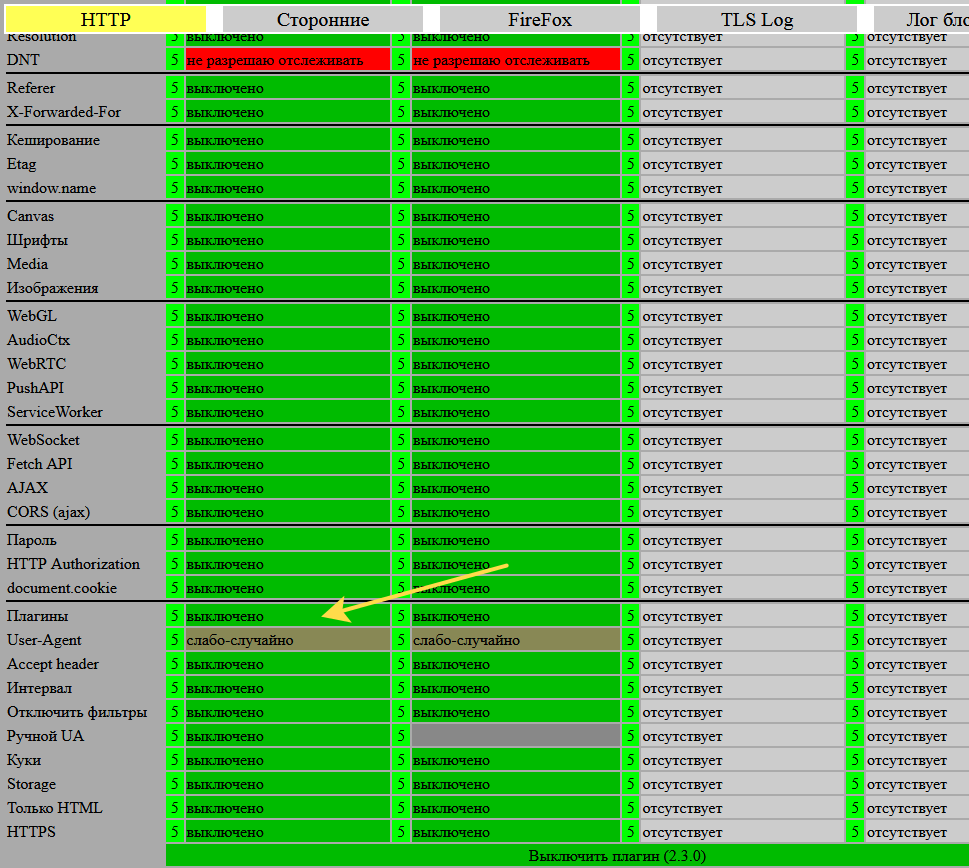 HTTP Сторонние FireFox TLS Log Лог бло
Resolution 5 выключено 5 выключено 5 отсутствует 5 отсутствует
DNT 5 не разрешаю отслеживать 5 не разрешаю отслеживать 5 отсутствует 5 отсутствует
Referer 5 выключено 5 выключено 5 отсутствует 5 отсутствует
X-Forwarded-For 5 выключено 5 выключено 5 отсутствует 5 отсутствует
Кеширование 5 выключено 5 выключено 5 отсутствует 5 отсутствует
Etag 5 выключено 5 выключено 5 отсутствует 5 отсутствует
window.name 5 выключено 5 выключено 5 отсутствует 5 отсутствует
Canvas 5 выключено 5 выключено 5 отсутствует 5 отсутствует
Шрифты 5 выключено 5 выключено 5 отсутствует 5 отсутствует
Media 5 выключено 5 выключено 5 отсутствует 5 отсутствует
Изображения 5 выключено 5 выключено 5 отсутствует 5 отсутствует
WebGL 5 выключено 5 выключено 5 отсутствует 5 отсутствует
AudioCtx 5 выключено 5 выключено 5 отсутствует 5 отсутствует
WebRTC 5 выключено 5 выключено 5 отсутствует 5 отсутствует
PushAPI 5 выключено 5 выключено 5 отсутствует 5 отсутствует
ServiceWorker 5 выключено 5 выключено 5 отсутствует 5 отсутствует
WebSocket 5 выключено 5 выключено 5 отсутствует 5 отсутствует
Fetch API 5 выключено 5 выключено 5 отсутствует 5 отсутствует
AJAX 5 выключено 5 выключено 5 отсутствует 5 отсутствует
CORS (ajax) 5 выключено 5 выключено 5 отсутствует 5 отсутствует
Пароль 5 выключено 5 выключено 5 отсутствует 5 отсутствует
HTTP Authorization 5 выключено 5 выключено 5 отсутствует 5 отсутствует
document.cookie 5 выключено 5 выключено 5 отсутствует 5 отсутствует
Плагины 5 выключено 5 выключено 5 отсутствует 5 отсутствует
User-Agent 5 слабо-случайно 5 слабо-случайно 5 отсутствует 5 отсутствует
Accept header 5 выключено 5 выключено 5 отсутствует 5 отсутствует
Интервал 5 выключено 5 выключено 5 отсутствует 5 отсутствует
Отключить фильтры 5 выключено 5 выключено 5 отсутствует 5 отсутствует
Ручной UA 5 выключено 5 5 отсутствует 5 отсутствует
Куки 5 выключено 5 выключено 5 отсутствует 5 отсутствует
Storage 5 выключено 5 выключено 5 отсутствует 5 отсутствует
Только HTML 5 выключено 5 выключено 5 отсутствует 5 отсутствует
HTTPS 5 выключено 5 выключено 5 отсутствует 5 отсутствует
Выключить плагин (2.3.0)